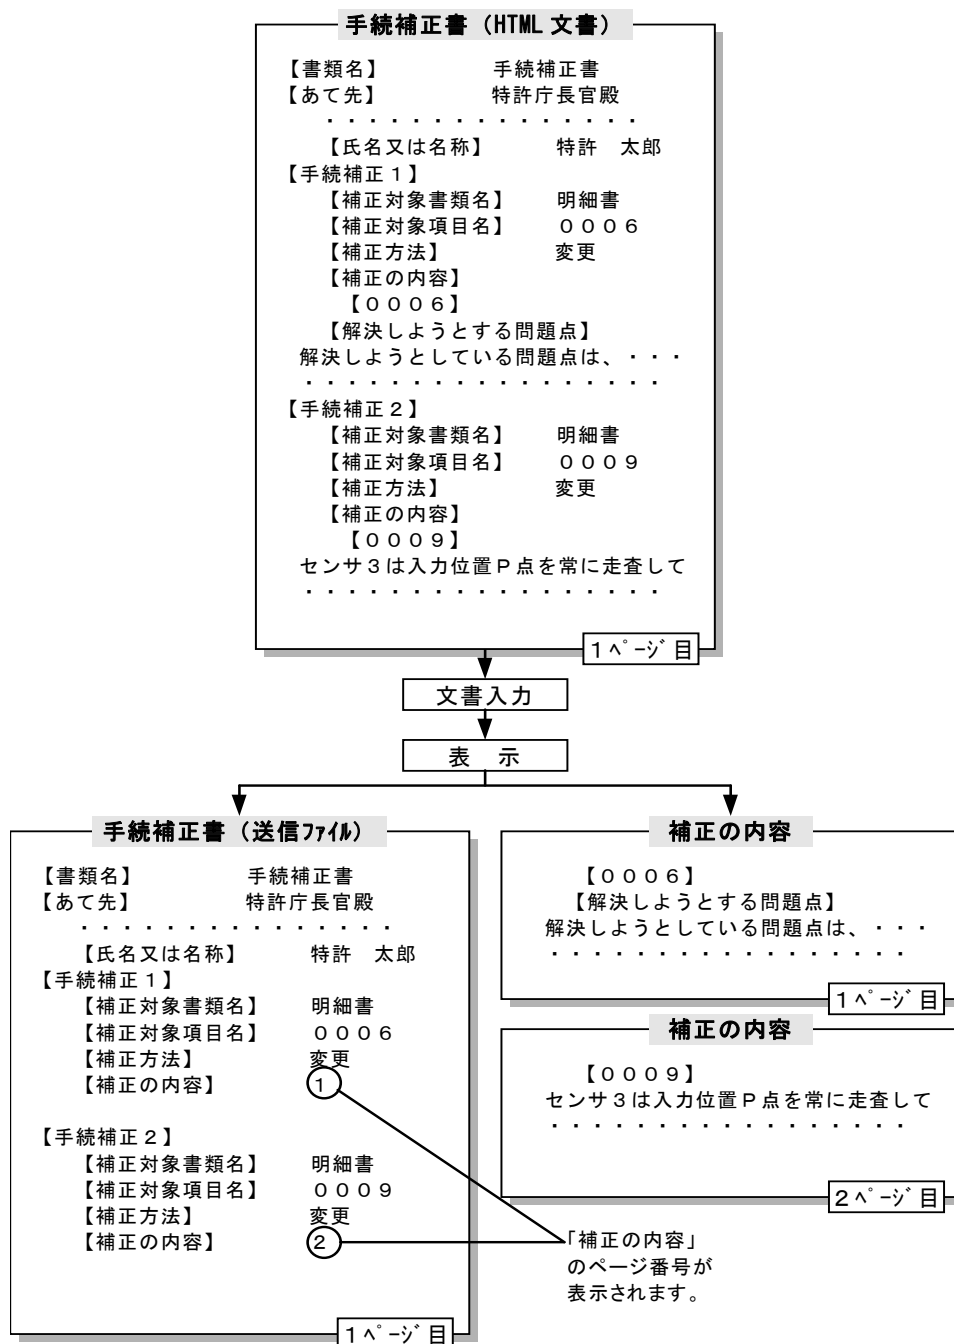 手続補正書（HTML 文書）
【書類名】　　　　　手続補正書
【あて先】　　　　　特許庁長官殿
・・・・・・・・・・・・・・・
【氏名又は名称】　　　特許　太郎
【手続補正１】
【補正対象書類名】　　明細書
【補正対象項目名】　　０００６
【補正方法】　　　　　変更
【補正の内容】
【０００６】
【解決しようとする問題点】
解決しようとしている問題点は、・・・
・・・・・・・・・・・・・・・・・
【手続補正２】
【補正対象書類名】　　明細書
【補正対象項目名】　　０００９
【補正方法】　　　　　変更
【補正の内容】
【０００９】
センサ３は入力位置Ｐ点を常に走査して
・・・・・・・・・・・・・・・・・
１ﾍﾟｰｼﾞ目
文書入力
表　示
手続補正書（送信ﾌｧｲﾙ）
【書類名】　　　　　手続補正書
【あて先】　　　　　特許庁長官殿
・・・・・・・・・・・・・・・
【氏名又は名称】　　　特許　太郎
【手続補正１】
【補正対象書類名】　　明細書
【補正対象項目名】　　０００６
【補正方法】　　　　　変更
【補正の内容】　　　　1
【手続補正２】
【補正対象書類名】　　明細書
【補正対象項目名】　　０００９
【補正方法】　　　　　変更
【補正の内容】　　　　2
１ﾍﾟｰｼﾞ目
補正の内容
【０００６】
【解決しようとする問題点】
解決しようとしている問題点は、・・・
・・・・・・・・・・・・・・・・・
１ﾍﾟｰｼﾞ目
補正の内容
【０００９】
センサ３は入力位置Ｐ点を常に走査して
・・・・・・・・・・・・・・・・・
２ﾍﾟｰｼﾞ目
「補正の内容」
のページ番号が
表示されます。